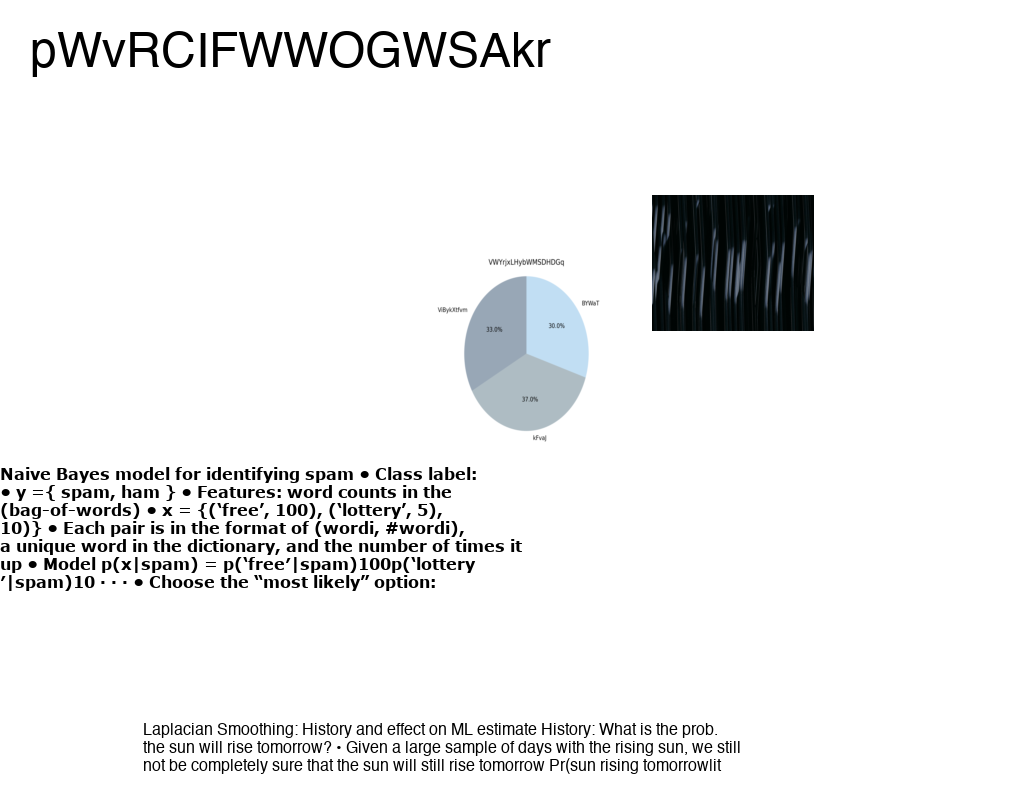 pWvRCIFWWOGWSAkr
VWYrjxLHybWMSDHDGq
BYWaT
ViBykXtfvm
33.0%
30.0%
37.0%
kFvaJ
Naive Bayes model for identifying spam • Class label:
• y ={ spam, ham } • Features: word counts in the
(bag-of-words) • x = {(‘free’, 100), (‘lottery’, 5),
10)} • Each pair is in the format of (wordi, #wordi),
a unique word in the dictionary, and the number of times it
up • Model p(x|spam) = p(‘free’|spam)100p(‘lottery
’|spam)10 · · · • Choose the “most likely” option:
Laplacian Smoothing: History and effect on ML estimate History: What is the prob.
the sun will rise tomorrow? • Given a large sample of days with the rising sun, we still
not be completely sure that the sun will still rise tomorrow Pr(sun rising tomorrowlit